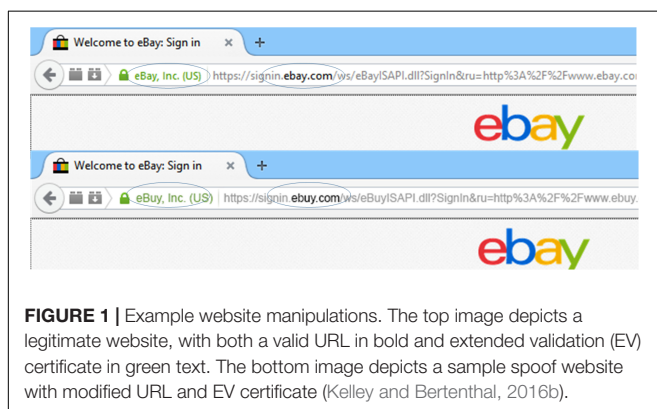 Welcome to eBay: Sign in × +
eBay, Inc. (US) https://signin.ebay.com/ws/eBayISAPI.dll?SignIn&ru=http%3A%2F%2Fwww.ebay.co
ebay
Welcome to eBay: Sign in × +
eBuy, Inc. (US) https://signin.ebuy.com/ws/eBuyISAPI.dll?SignIn&ru=http%3A%2F%2Fwww.ebuy.
ebay
FIGURE 1 | Example website manipulations. The top image depicts a
legitimate website, with both a valid URL in bold and extended validation (EV)
certificate in green text. The bottom image depicts a sample spoof website
with modified URL and EV certificate (Kelley and Bertenthal, 2016b).